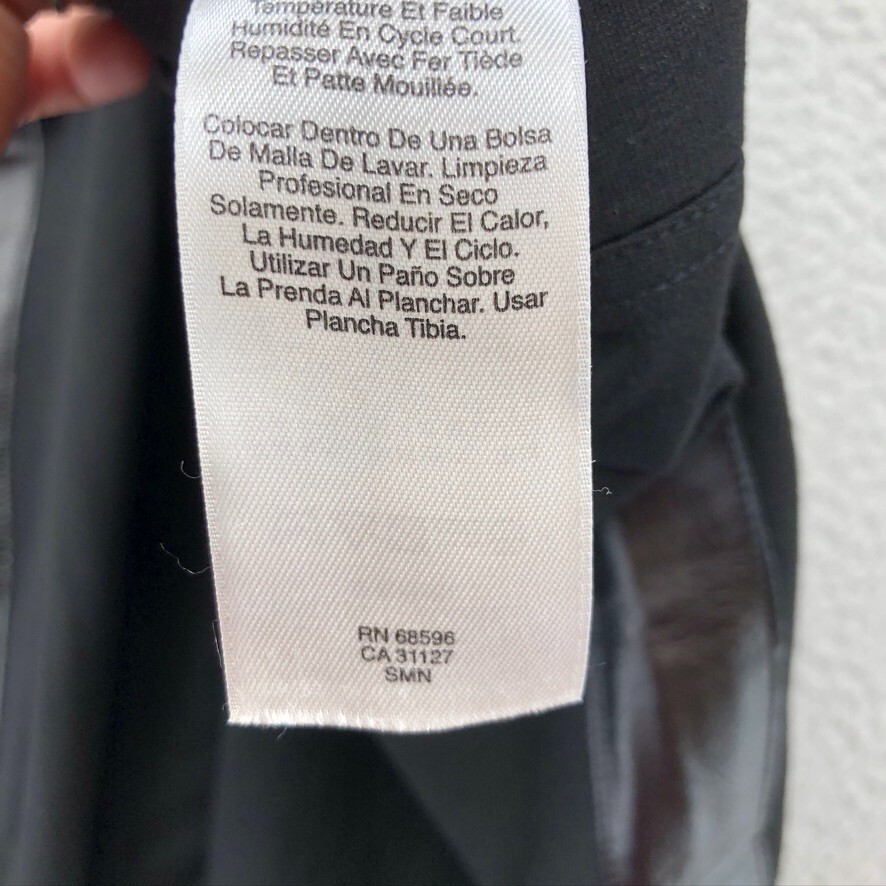 Température Et Faible
Humidité En Cycle Court.
Repasser Avec Fer Tiède
Et Patte Mouillée.
Colocar Dentro De Una Bolsa
De Malla De Lavar. Limpieza
Profesional En Seco
Solamente. Reducir El Calor,
La Humedad Y El Ciclo.
Utilizar Un Paño Sobre
La Prenda Al Planchar. Usar
Plancha Tibia.
RN 68596
CA 31127
SMN